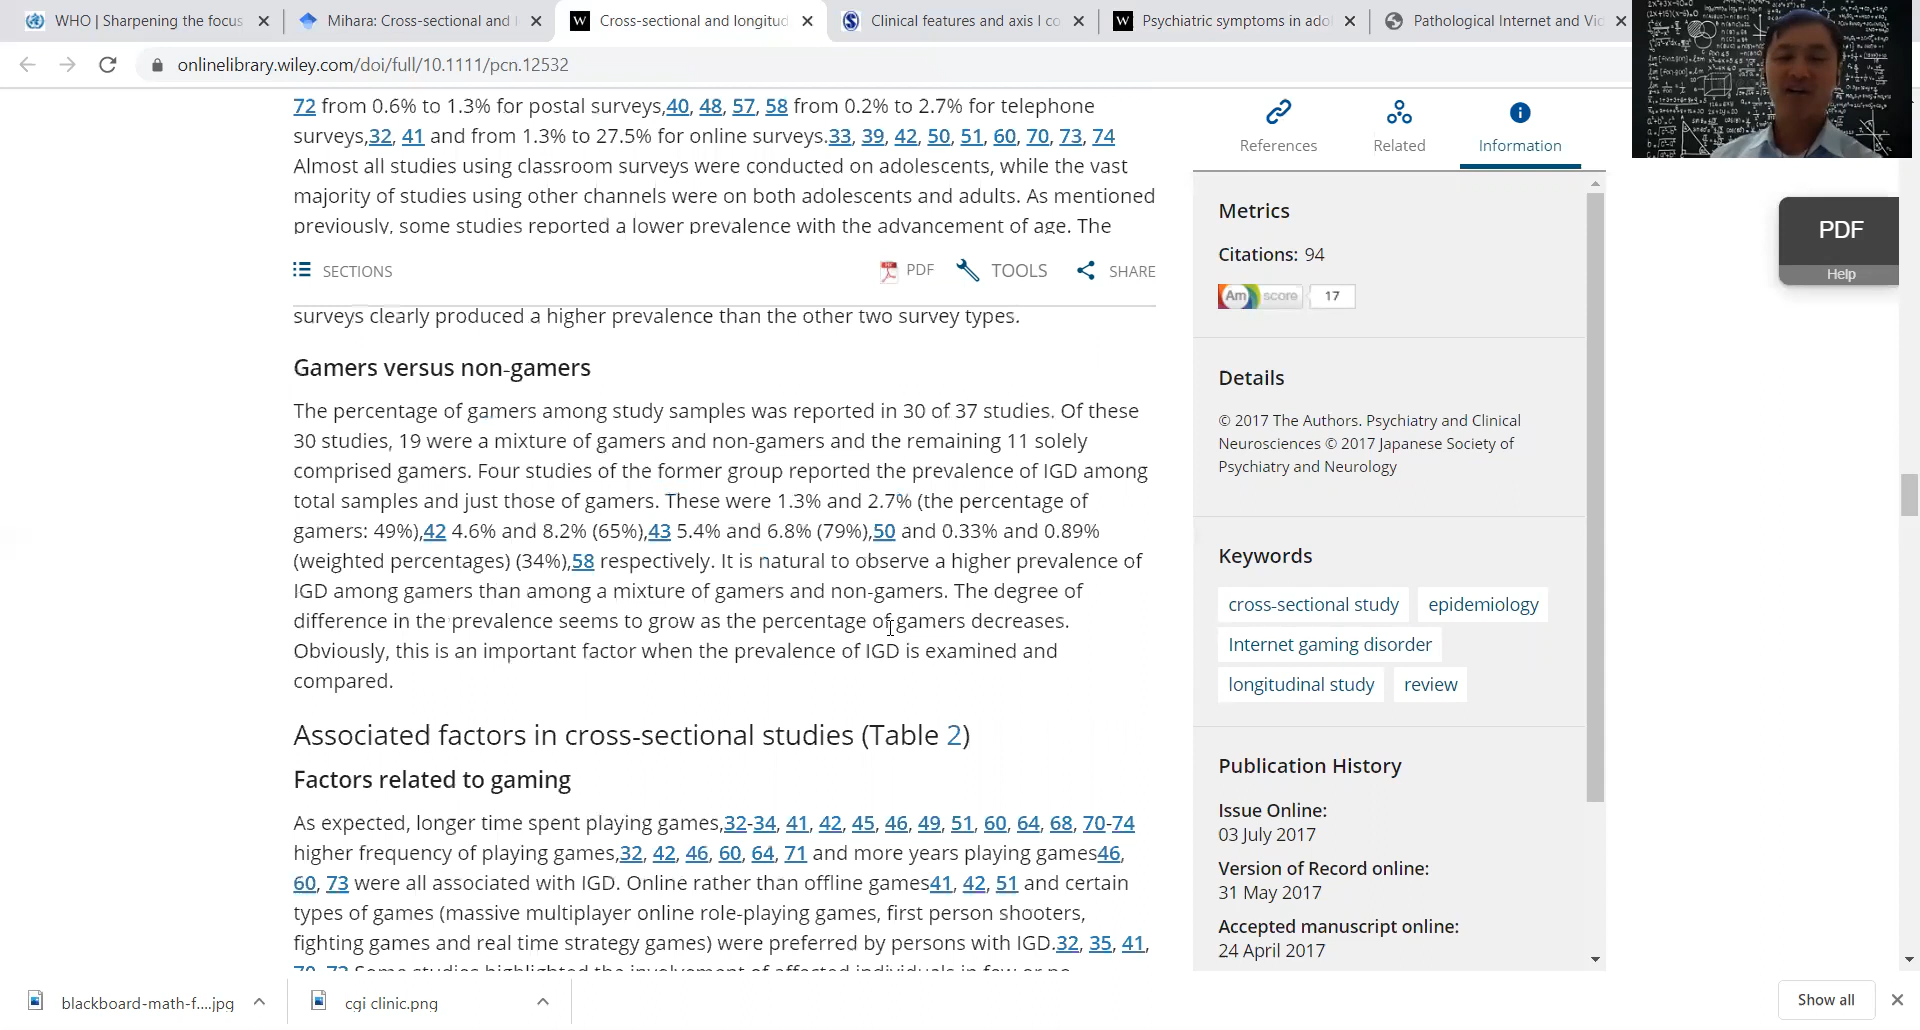 WHO | Sharpening the focus
Mihara: Cross-sectional and l
Cross-sectional and longitud
Clinical features and axis I co
Psychiatric symptoms in adol
Pathological Internet and Vid
onlinelibrary.wiley.com/doi/full/10.1111/pcn.12532
72 from 0.6% to 1.3% for postal surveys,40, 48, 57, 58 from 0.2% to 2.7% for telephone
surveys,32, 41 and from 1.3% to 27.5% for online surveys.33, 39, 42, 50, 51, 60, 70, 73, 74
Almost all studies using classroom surveys were conducted on adolescents, while the vast
majority of studies using other channels were on both adolescents and adults. As mentioned
previously, some studies reported a lower prevalence with the advancement of age. The
SECTIONS
PDF
TOOLS
SHARE
surveys clearly produced a higher prevalence than the other two survey types.
Gamers versus non-gamers
The percentage of gamers among study samples was reported in 30 of 37 studies. Of these
30 studies, 19 were a mixture of gamers and non-gamers and the remaining 11 solely
comprised gamers. Four studies of the former group reported the prevalence of IGD among
total samples and just those of gamers. These were 1.3% and 2.7% (the percentage of
gamers: 49%),42 4.6% and 8.2% (65%),43 5.4% and 6.8% (79%),50 and 0.33% and 0.89%
(weighted percentages) (34%),58 respectively. It is natural to observe a higher prevalence of
IGD among gamers than among a mixture of gamers and non-gamers. The degree of
difference in the prevalence seems to grow as the percentage of gamers decreases.
Obviously, this is an important factor when the prevalence of IGD is examined and
compared.
Associated factors in cross-sectional studies (Table 2)
Factors related to gaming
As expected, longer time spent playing games,32-34, 41, 42, 45, 46, 49, 51, 60, 64, 68, 70-74
higher frequency of playing games,32, 42, 46, 60, 64, 71 and more years playing games46,
60, 73 were all associated with IGD. Online rather than offline games41, 42, 51 and certain
types of games (massive multiplayer online role-playing games, first person shooters,
fighting games and real time strategy games) were preferred by persons with IGD.32, 35, 41,
70, 73 Some studies highlighted the involvement of affected individuals in few or no
References
Related
Information
Metrics
Citations: 94
Am score 17
Details
© 2017 The Authors. Psychiatry and Clinical
Neurosciences © 2017 Japanese Society of
Psychiatry and Neurology
Keywords
cross-sectional study
epidemiology
Internet gaming disorder
longitudinal study
review
Publication History
Issue Online:
03 July 2017
Version of Record online:
31 May 2017
Accepted manuscript online:
24 April 2017
PDF
Help
blackboard-math-f....jpg
cgi clinic.png
Show all